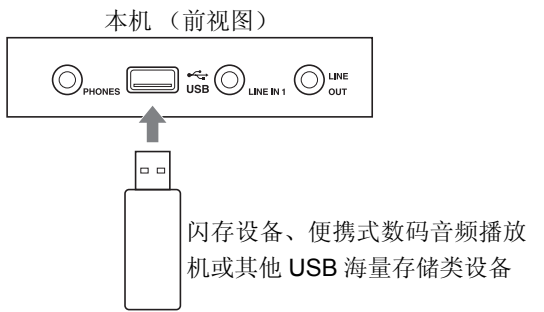 本机 （前视图）
PHONES
USB
LINE IN 1
LINE
OUT
闪存设备、便携式数码音频播放
机或其他 USB 海量存储类设备